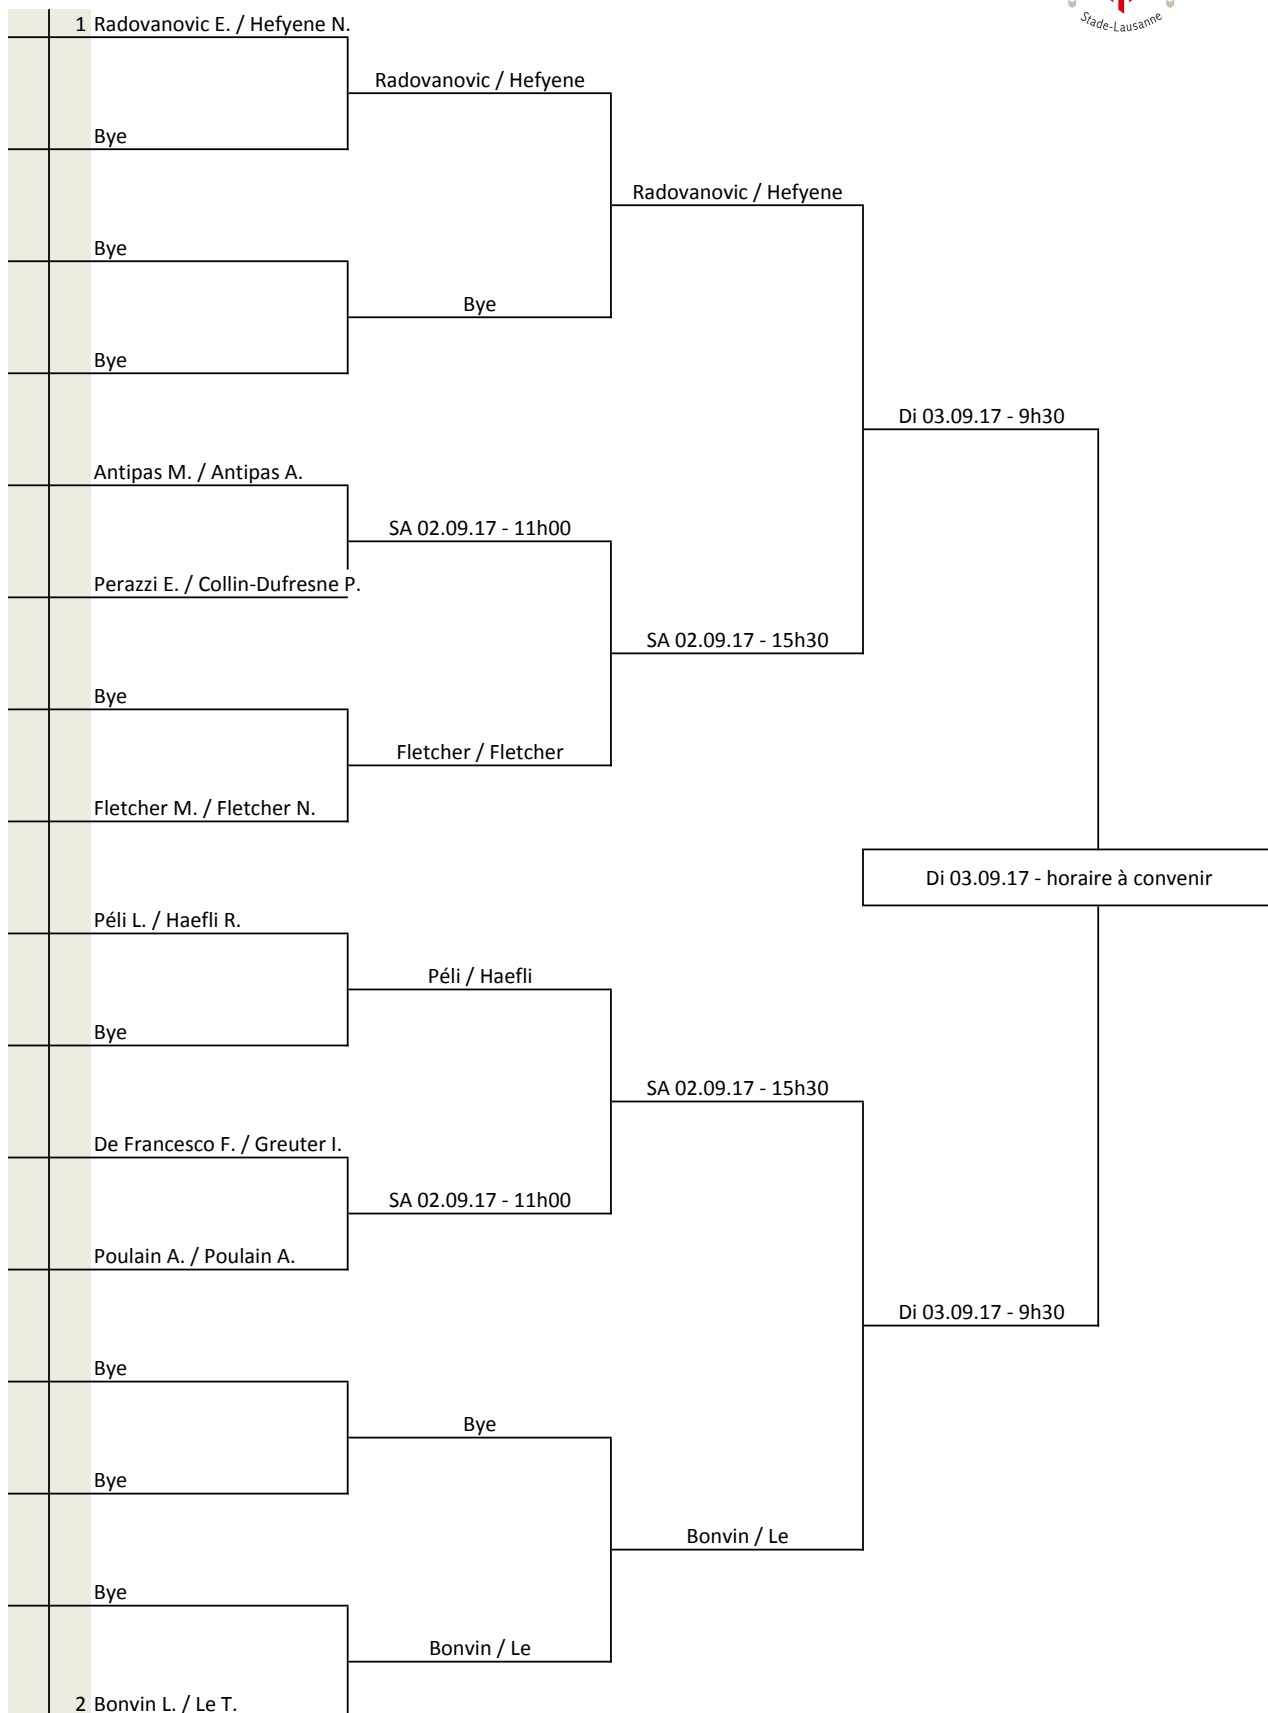 Stade-Lausanne
1 Radovanovic E. / Hefyene N.
Radovanovic / Hefyene
Bye
Radovanovic / Hefyene
Bye
Bye
Bye
Di 03.09.17 - 9h30
Antipas M. / Antipas A.
SA 02.09.17 - 11h00
Perazzi E. / Collin-Dufresne P.
SA 02.09.17 - 15h30
Bye
Fletcher / Fletcher
Fletcher M. / Fletcher N.
Di 03.09.17 - horaire à convenir
Péli L. / Haefli R.
Péli / Haefli
Bye
SA 02.09.17 - 15h30
De Francesco F. / Greuter I.
SA 02.09.17 - 11h00
Poulain A. / Poulain A.
Di 03.09.17 - 9h30
Bye
Bye
Bye
Bonvin / Le
Bye
Bonvin / Le
2 Bonvin L. / Le T.